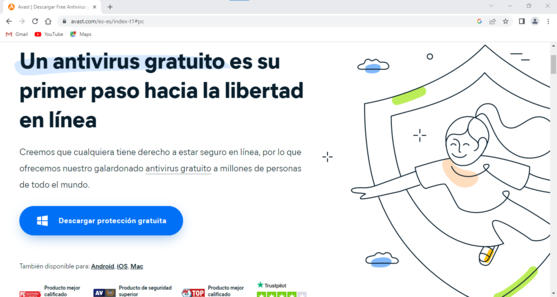 Avast | Descargar Free Antivirus
avast.com/es-es/index-t1#pc
Gmail YouTube Maps
Un antivirus gratuito es su
primer paso hacia la libertad
en línea
Creemos que cualquiera tiene derecho a estar seguro en línea, por lo que
ofrecemos nuestro galardonado antivirus gratuito a millones de personas
de todo el mundo.
Descargar protección gratuita
También disponible para: Android, iOS, Mac
Producto mejor
calificado
AV
Producto de seguridad
superior
TOP
Producto mejor
calificado
Trustpilot